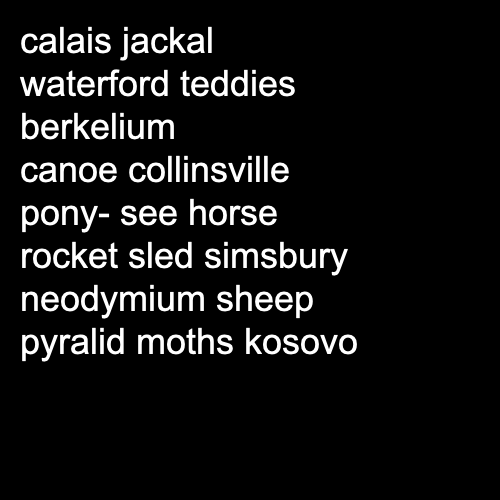 calais jackal
waterford teddies
berkelium
canoe collinsville
pony- see horse
rocket sled simsbury
neodymium sheep
pyralid moths kosovo